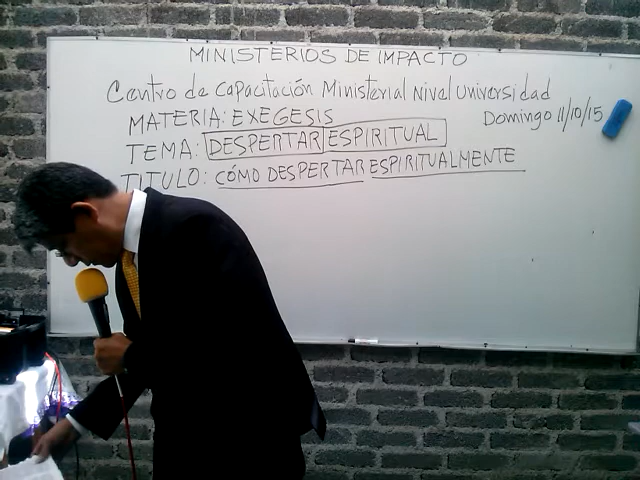 MINISTERIOS DE IMPACTO
Centro de Capacitación Ministerial Nivel Universidad
MATERIA: EXEGESIS
Domingo 11/10/15
TEMA: DESPERTAR ESPIRITUAL
TITULO: CÓMO DESPERTAR ESPIRITUALMENTE